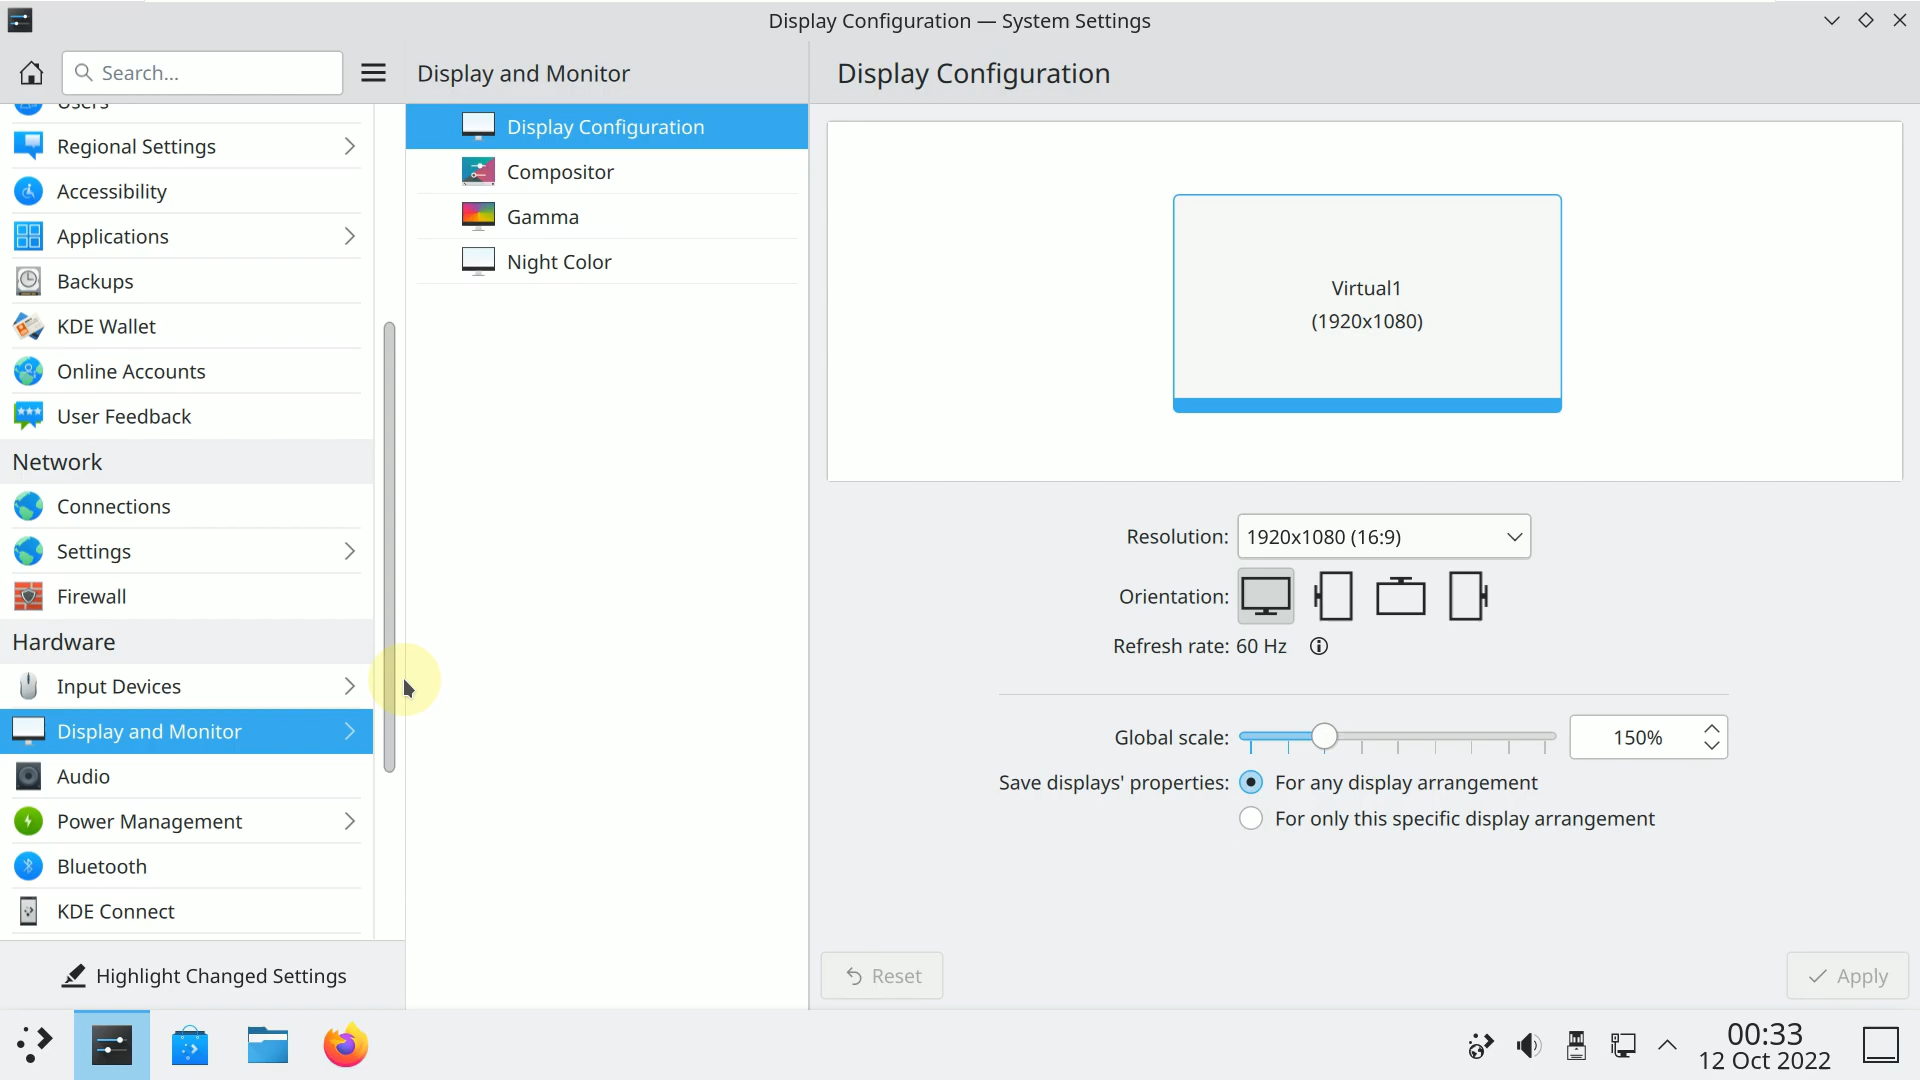 Display Configuration — System Settings
Search...
Display and Monitor
Display Configuration
Users
Regional Settings
Accessibility
Applications
Backups
KDE Wallet
Online Accounts
User Feedback
Network
Connections
Settings
Firewall
Hardware
Input Devices
Display and Monitor
Audio
Power Management
Bluetooth
KDE Connect
Highlight Changed Settings
Display Configuration
Compositor
Gamma
Night Color
Virtual1
(1920x1080)
Resolution: 1920x1080 (16:9)
Orientation:
Refresh rate: 60 Hz
Global scale: 150%
Save displays' properties: For any display arrangement
For only this specific display arrangement
Reset
Apply
00:33
12 Oct 2022